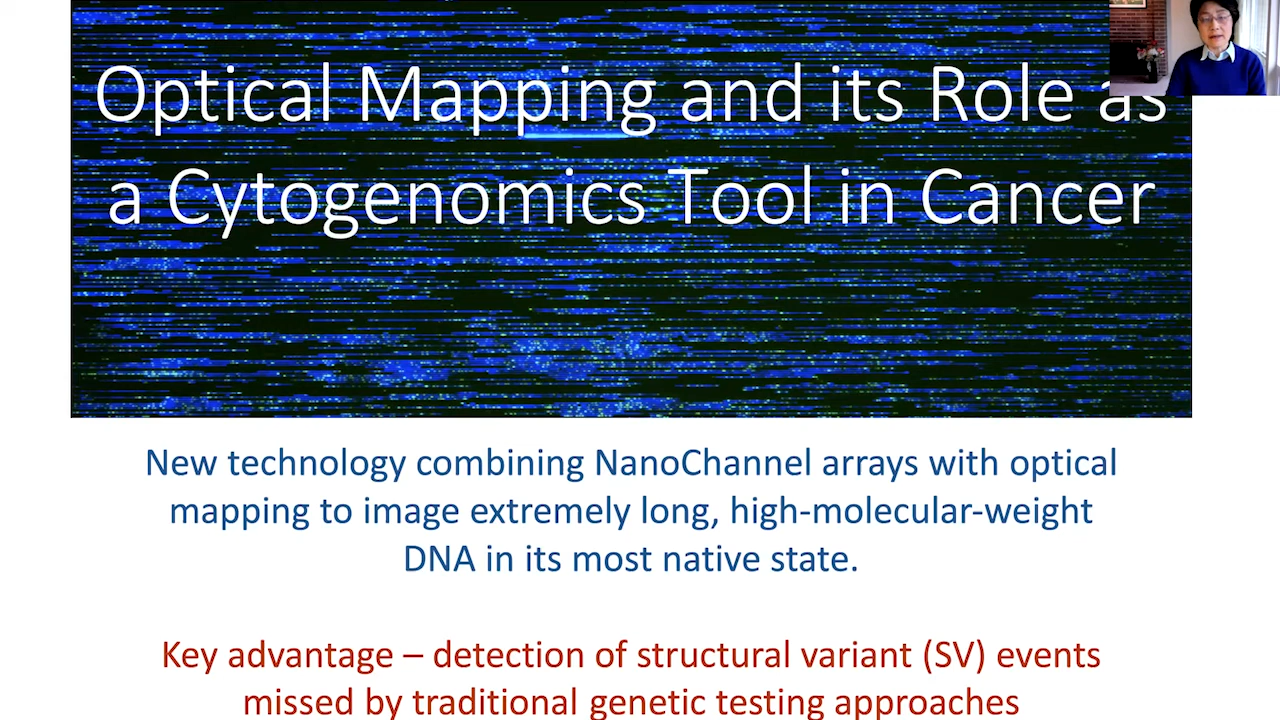 Optical Mapping and its Role as
a Cytogenomics Tool in Cancer
New technology combining NanoChannel arrays with optical
mapping to image extremely long, high-molecular-weight
DNA in its most native state.
Key advantage – detection of structural variant (SV) events
missed by traditional genetic testing approaches